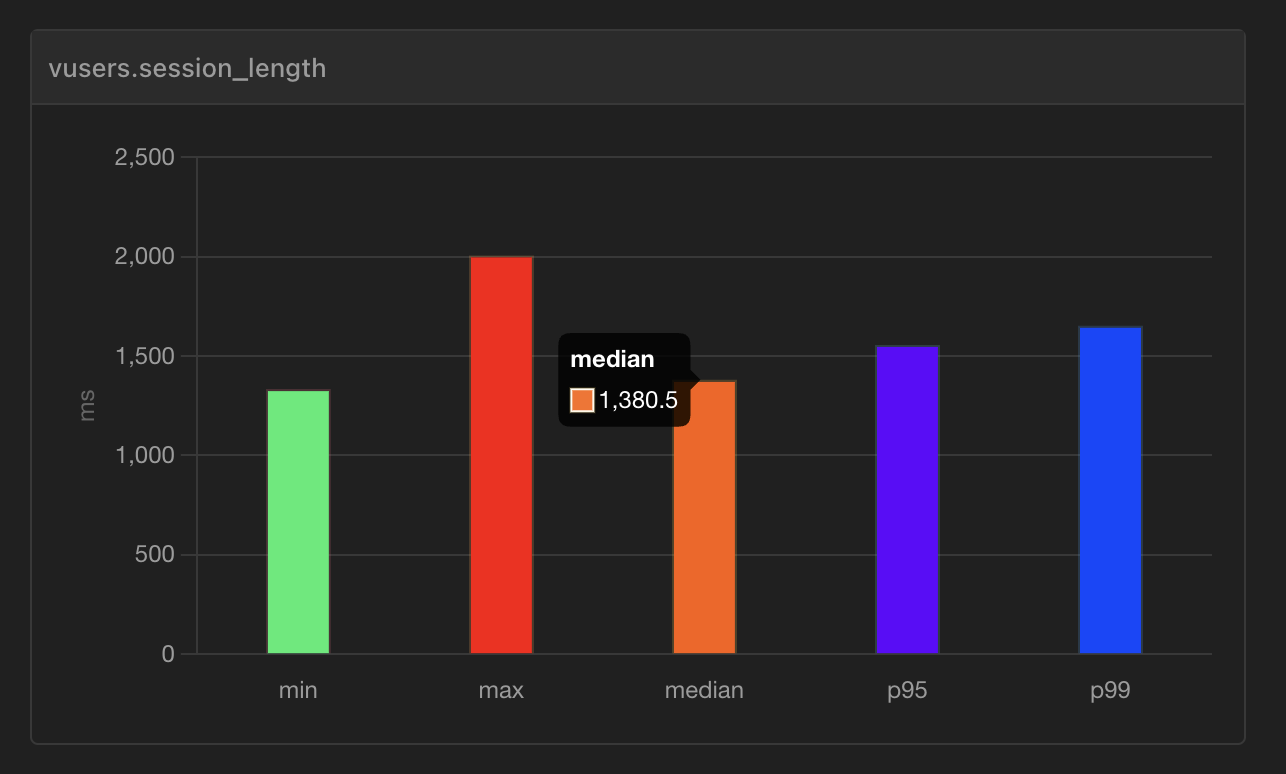 vusers.session_length
2,500
2,000
1,500
1,000
500
0
ms
median
1,380.5
min max median p95 p99